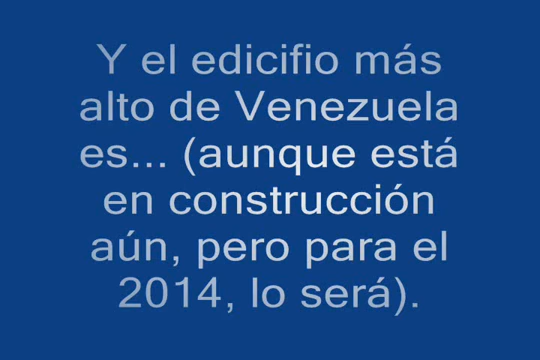 Y el edicifio más
alto de Venezuela
es... (aunque está
en construcción
aún, pero para el
2014, lo será).